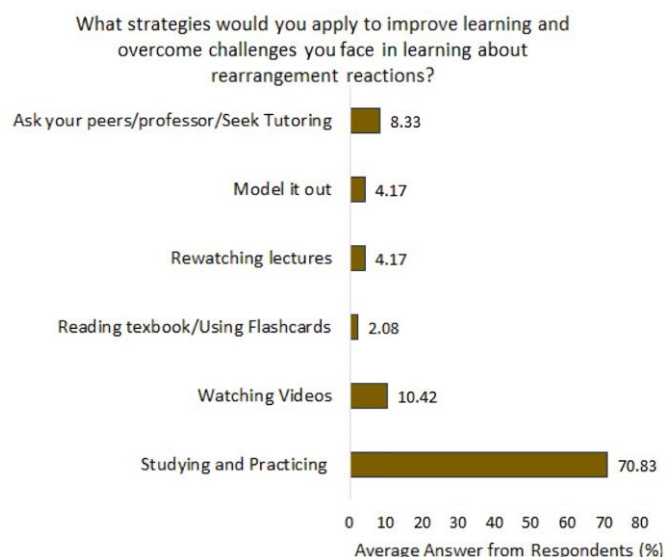 What strategies would you apply to improve learning and
overcome challenges you face in learning about
rearrangement reactions?
Ask your peers/professor/Seek Tutoring 8.33
Model it out 4.17
Rewatching lectures 4.17
Reading texbook/Using Flashcards 2.08
Watching Videos 10.42
Studying and Practicing 70.83
0 10 20 30 40 50 60 70 80
Average Answer from Respondents (%)